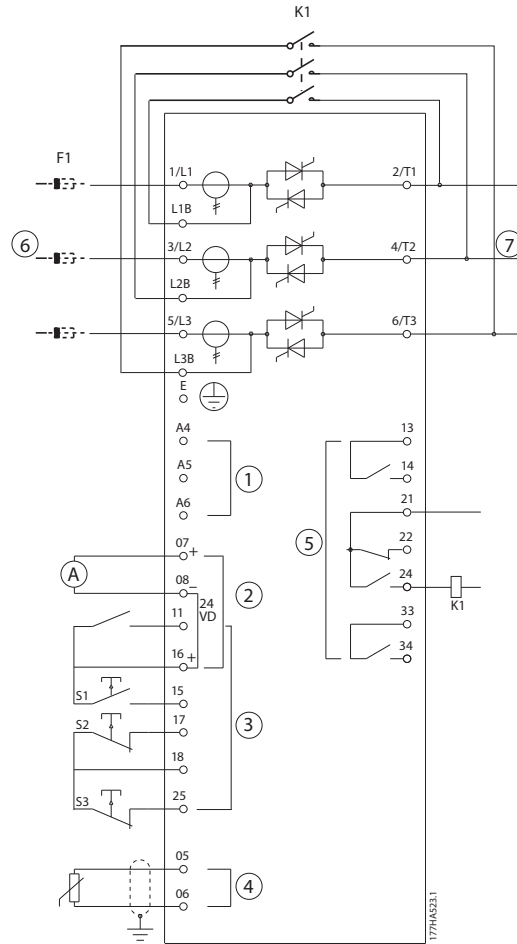 K1
F1
1/L1
2/T1
L1B
6
3/L2
4/T2
7
L2B
5/L3
6/T3
L3B
E
A4
13
A5
1
14
A6
21
5
22
07 +
A
08 –
2
24
24
VD
K1
11
33
16 +
34
S1
15
3
S2
17
18
S3
25
05
4
06
177HA523.1